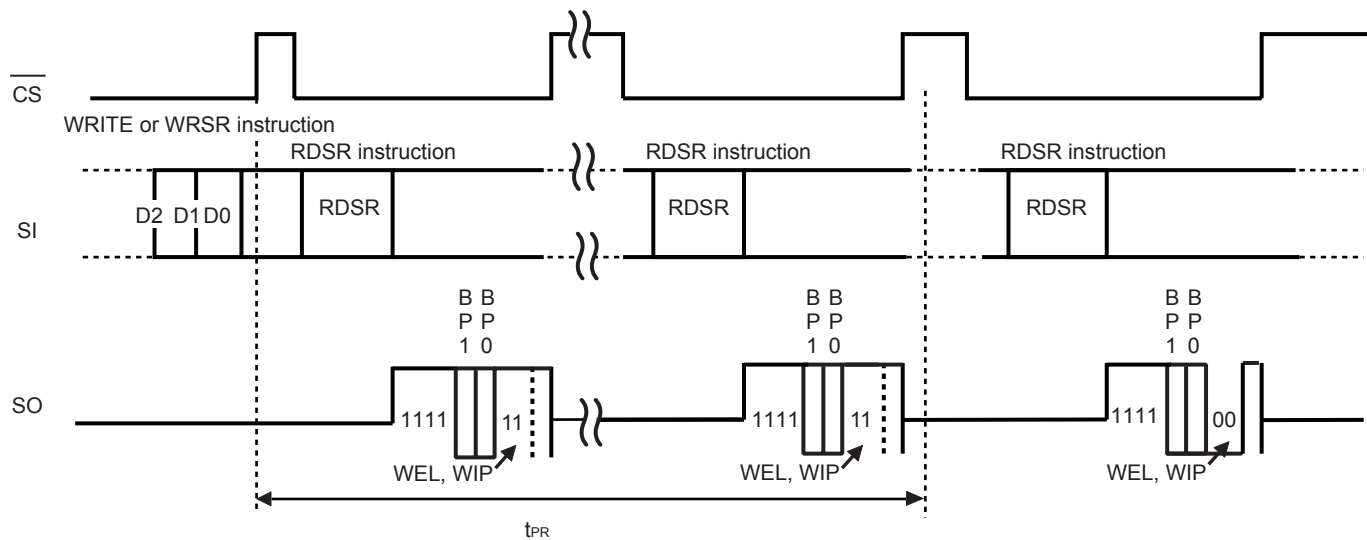 CS
WRITE or WRSR instruction
RDSR instruction
RDSR instruction
RDSR instruction
D2 D1 D0
RDSR
RDSR
RDSR
SI
B B
P P
1 0
B B
P P
1 0
B B
P P
1 0
SO
1111 11
1111 11
1111 00
WEL, WIP
WEL, WIP
WEL, WIP
tPR